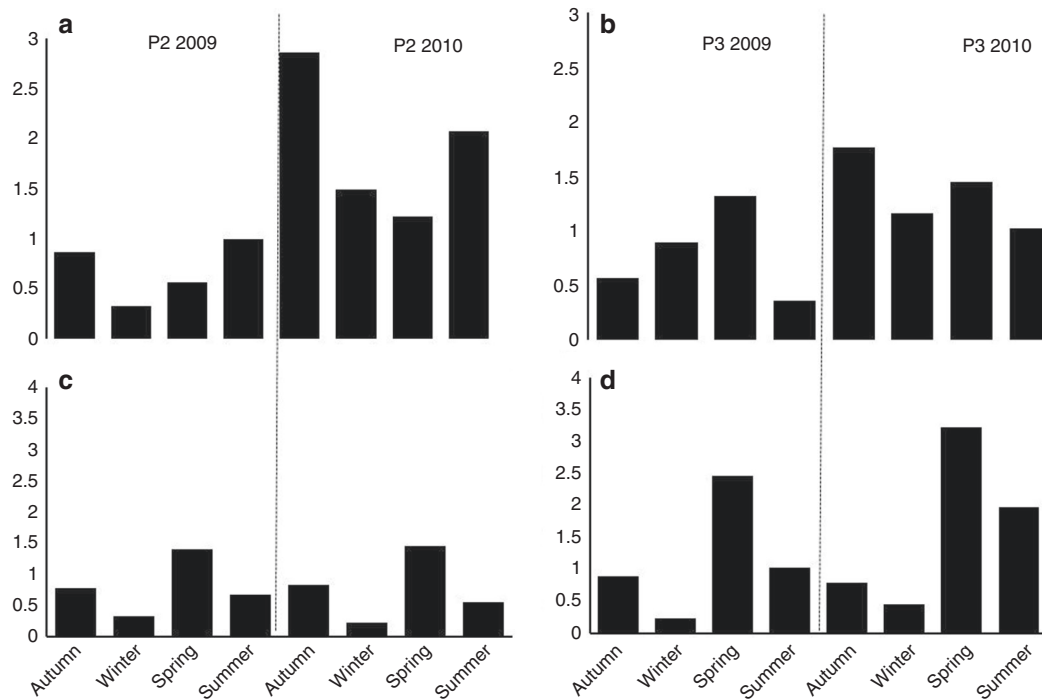 a
P2 2009
P2 2010
3
2.5
2
1.5
1
0.5
0
b
P3 2009
P3 2010
3
2.5
2
1.5
1
0.5
0
c
4
3.5
3
2.5
2
1.5
1
0.5
0
Autumn
Winter
Spring
Summer
Autumn
Winter
Spring
Summer
d
4
3.5
3
2.5
2
1.5
1
0.5
0
Autumn
Winter
Spring
Summer
Autumn
Winter
Spring
Summer